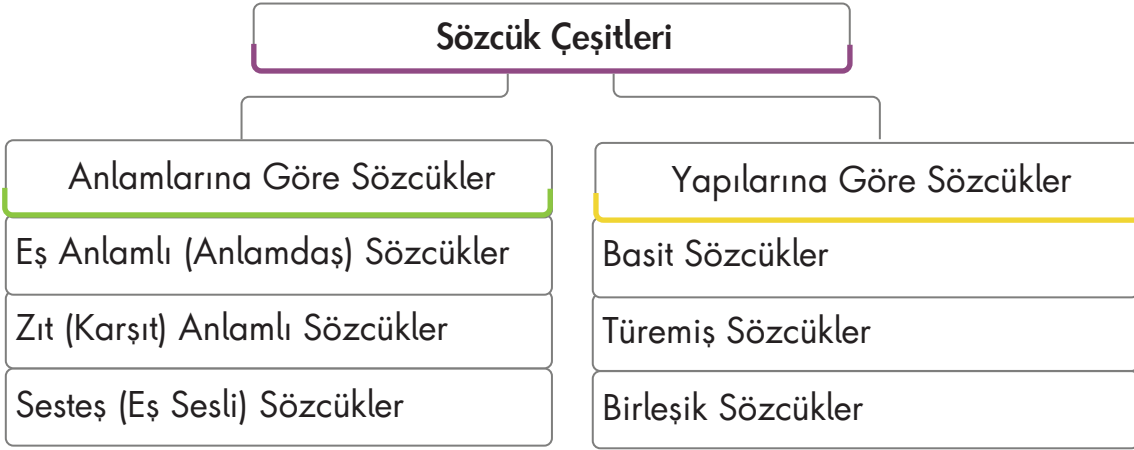 Sözcük Çeşitleri
Anlamlarına Göre Sözcükler
Eş Anlamlı (Anlamdaş) Sözcükler
Zıt (Karşıt) Anlamlı Sözcükler
Sesteş (Eş Sesli) Sözcükler
Yapılarına Göre Sözcükler
Basit Sözcükler
Türemiş Sözcükler
Birleşik Sözcükler